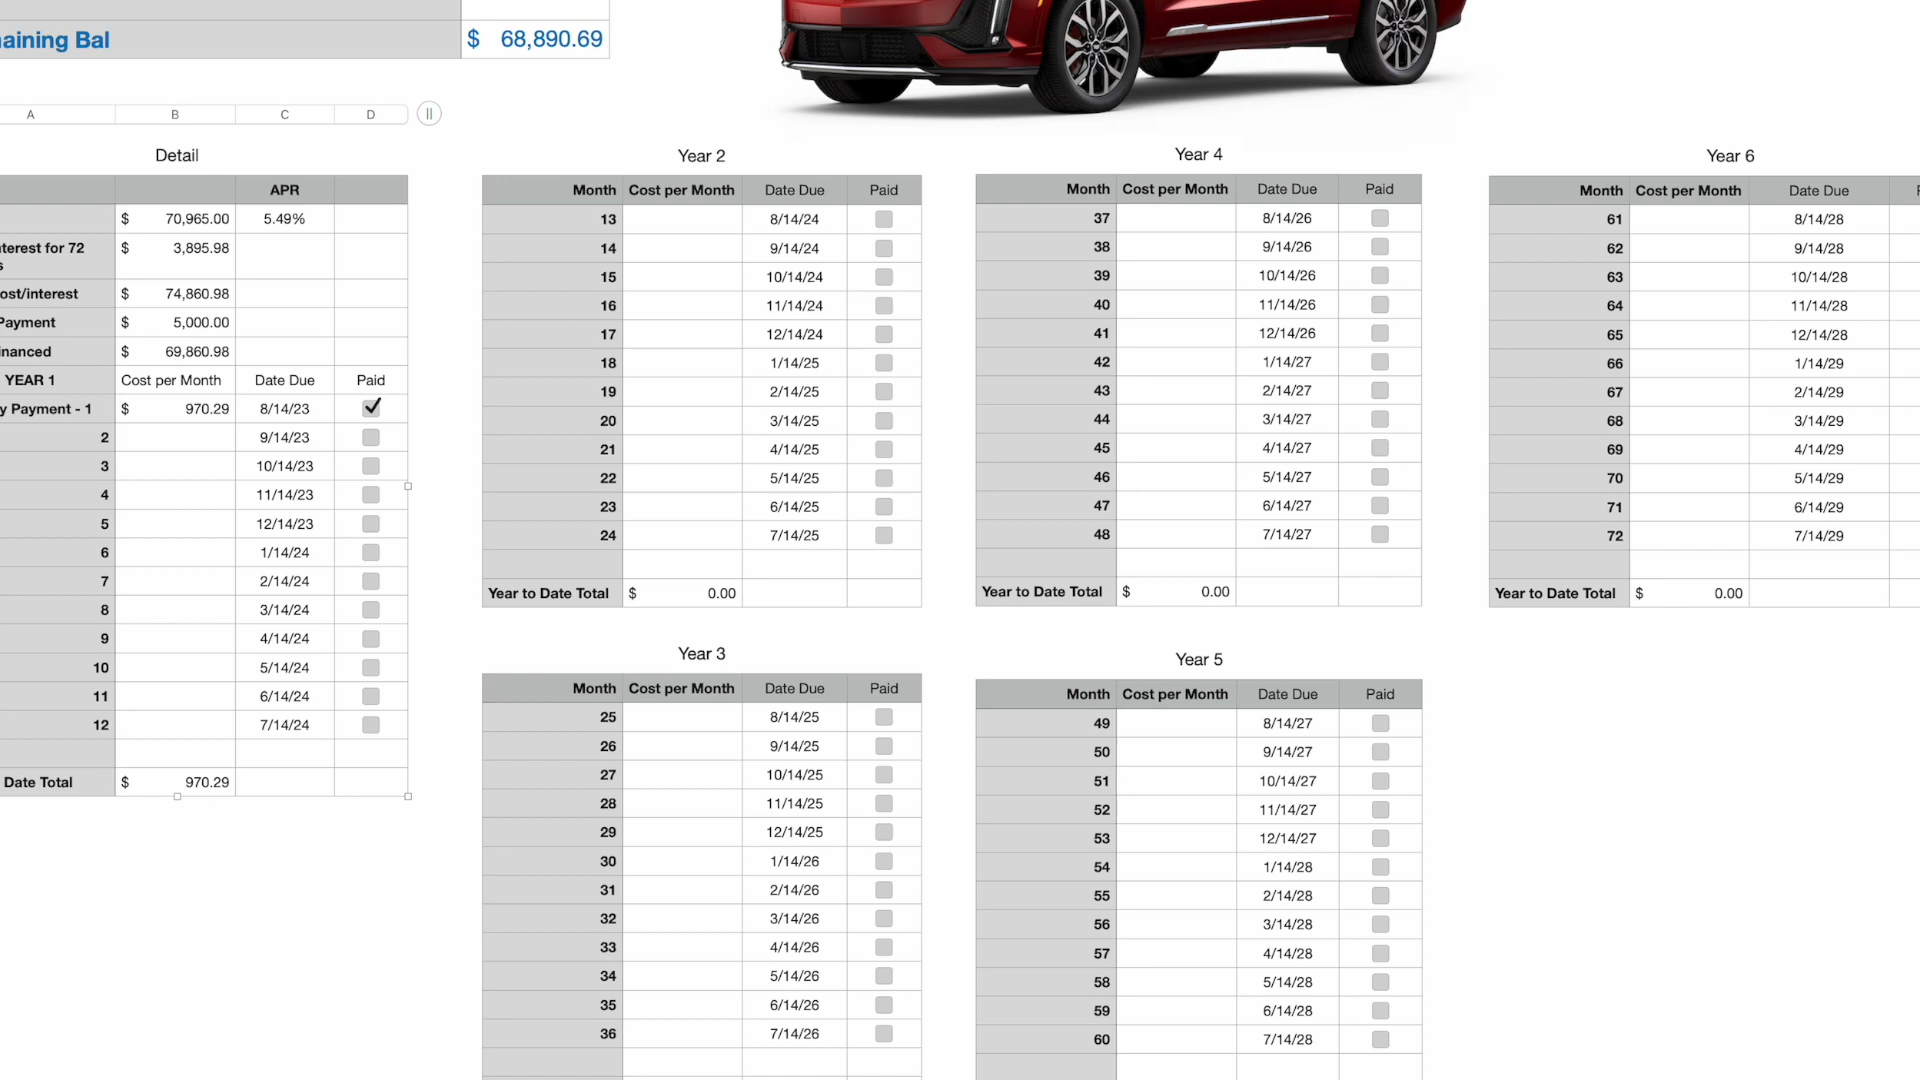 aining Bal $ 68,890.69
A B C D
Detail
APR
$ 70,965.00 5.49%
terest for 72 $ 3,895.98
s
ost/interest $ 74,860.98
Payment $ 5,000.00
inanced $ 69,860.98
YEAR 1 Cost per Month Date Due Paid
y Payment - 1 $ 970.29 8/14/23
2 9/14/23
3 10/14/23
4 11/14/23
5 12/14/23
6 1/14/24
7 2/14/24
8 3/14/24
9 4/14/24
10 5/14/24
11 6/14/24
12 7/14/24
Date Total $ 970.29
Year 2
Month Cost per Month Date Due Paid
13 8/14/24
14 9/14/24
15 10/14/24
16 11/14/24
17 12/14/24
18 1/14/25
19 2/14/25
20 3/14/25
21 4/14/25
22 5/14/25
23 6/14/25
24 7/14/25
Year to Date Total $ 0.00
Year 3
Month Cost per Month Date Due Paid
25 8/14/25
26 9/14/25
27 10/14/25
28 11/14/25
29 12/14/25
30 1/14/26
31 2/14/26
32 3/14/26
33 4/14/26
34 5/14/26
35 6/14/26
36 7/14/26
Year 4
Month Cost per Month Date Due Paid
37 8/14/26
38 9/14/26
39 10/14/26
40 11/14/26
41 12/14/26
42 1/14/27
43 2/14/27
44 3/14/27
45 4/14/27
46 5/14/27
47 6/14/27
48 7/14/27
Year to Date Total $ 0.00
Year 5
Month Cost per Month Date Due Paid
49 8/14/27
50 9/14/27
51 10/14/27
52 11/14/27
53 12/14/27
54 1/14/28
55 2/14/28
56 3/14/28
57 4/14/28
58 5/14/28
59 6/14/28
60 7/14/28
Year 6
Month Cost per Month Date Due
61 8/14/28
62 9/14/28
63 10/14/28
64 11/14/28
65 12/14/28
66 1/14/29
67 2/14/29
68 3/14/29
69 4/14/29
70 5/14/29
71 6/14/29
72 7/14/29
Year to Date Total $ 0.00